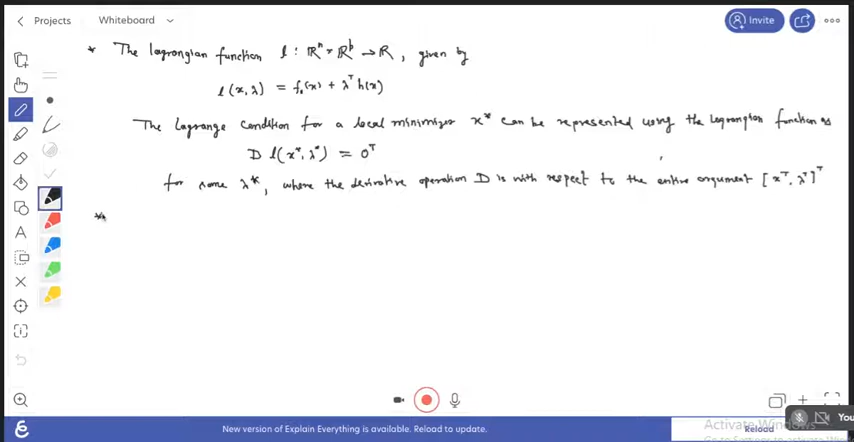 Projects Whiteboard Invite
* The lagrangian function l : ℝⁿ × ℝᵖ → ℝ, given by
l(x, λ) = f₀(x) + λᵀ h(x)
The Lagrange Condition for a local minimizer x* can be represented using the lagrangian function as
D l(x*, λ*) = 0ᵀ
for some λ*, where the derivative operation D is with respect to the entire argument [xᵀ, λᵀ]ᵀ
*
New version of Explain Everything is available. Reload to update. Reload
Activate Windows
You